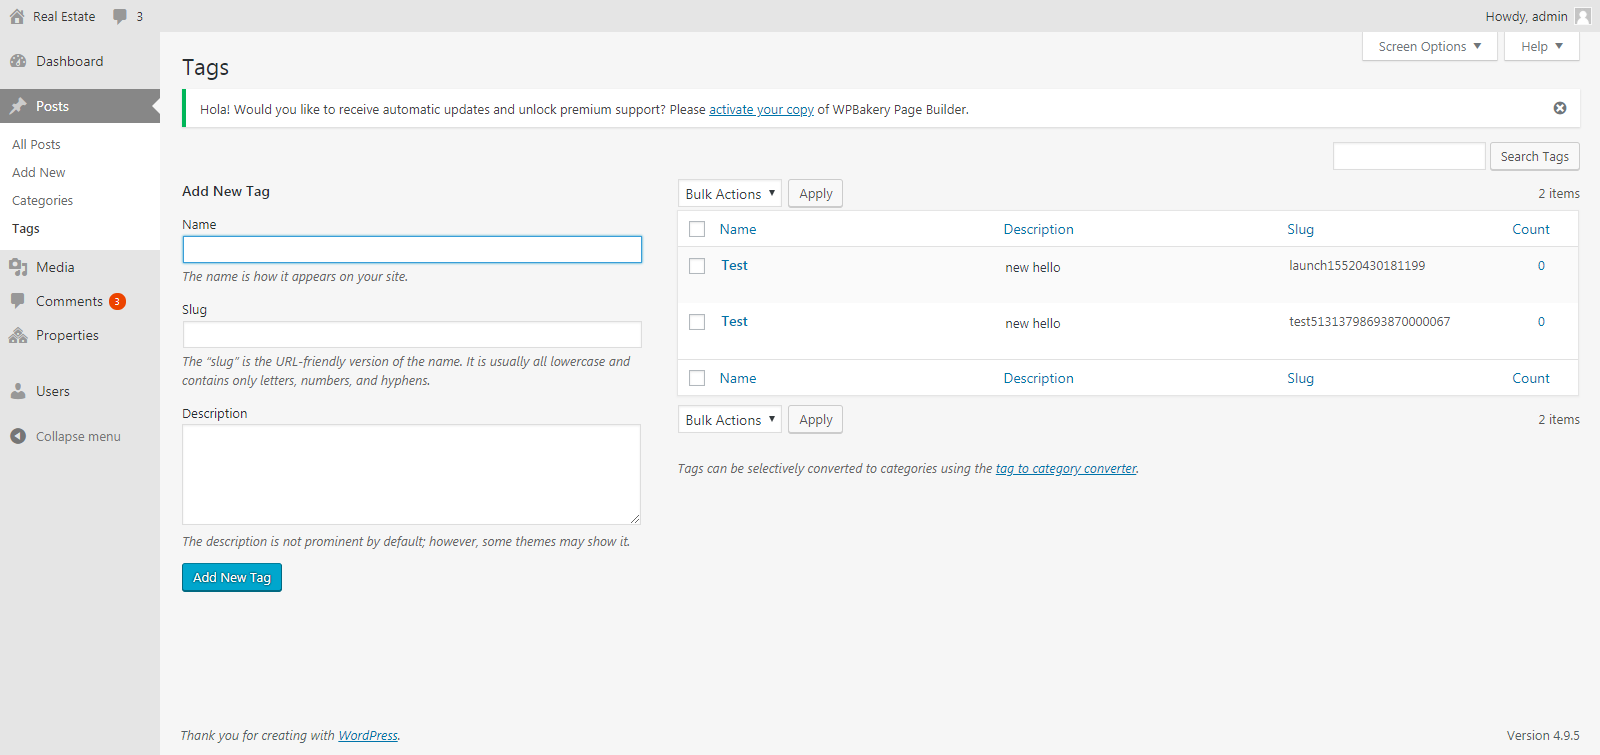 Real Estate 3 Howdy, admin
Screen Options Help
Dashboard
Posts
All Posts
Add New
Categories
Tags
Media
Comments 3
Properties
Users
Collapse menu
Tags
Hola! Would you like to receive automatic updates and unlock premium support? Please activate your copy of WPBakery Page Builder.
Search Tags
Add New Tag
Name
The name is how it appears on your site.
Slug
The “slug” is the URL-friendly version of the name. It is usually all lowercase and
contains only letters, numbers, and hyphens.
Description
The description is not prominent by default; however, some themes may show it.
Add New Tag
Bulk Actions Apply 2 items
Name Description Slug Count
Test new hello launch15520430181199 0
Test new hello test51313798693870000067 0
Name Description Slug Count
Bulk Actions Apply 2 items
Tags can be selectively converted to categories using the tag to category converter.
Thank you for creating with WordPress. Version 4.9.5